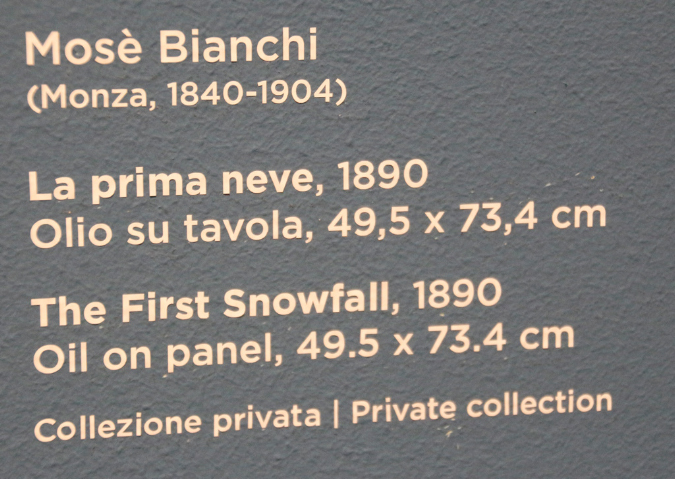 Mosè Bianchi
(Monza, 1840-1904)
La prima neve, 1890
Olio su tavola, 49,5 x 73,4 cm
The First Snowfall, 1890
Oil on panel, 49.5 x 73.4 cm
Collezione privata | Private collection